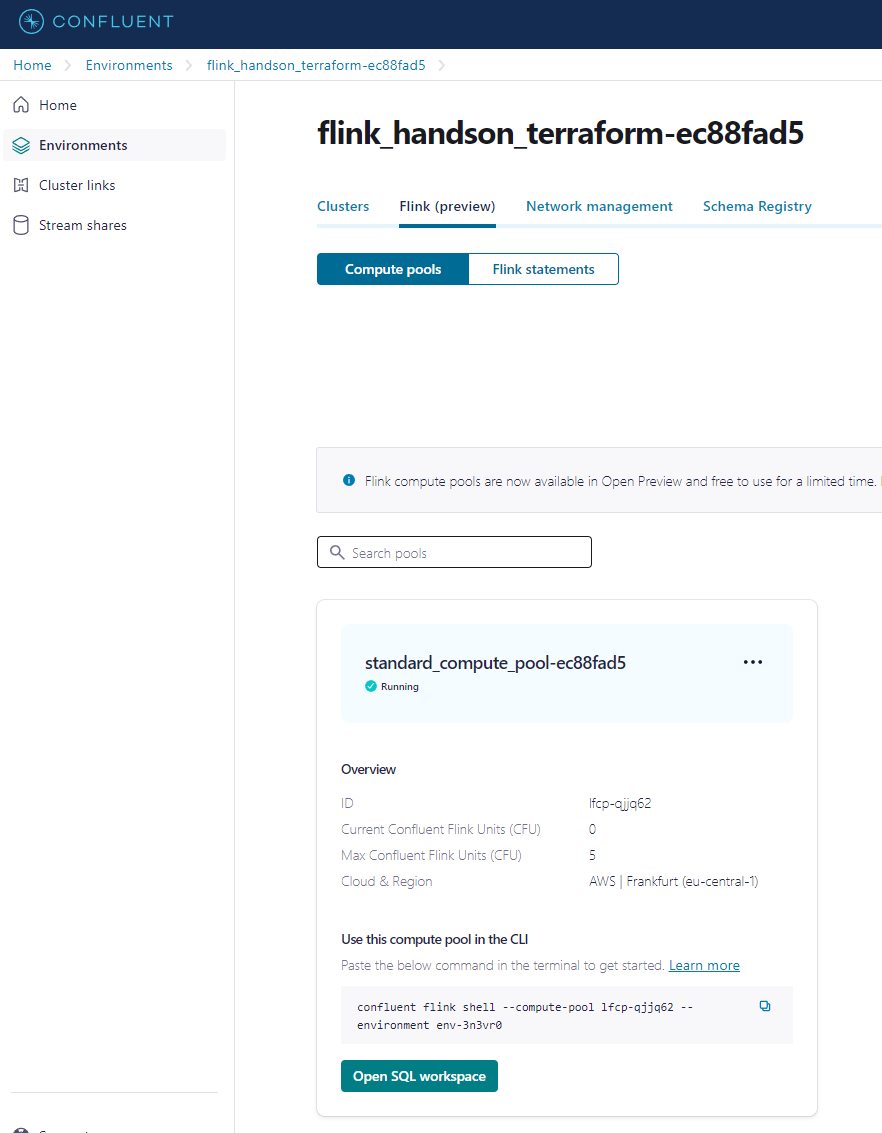 CONFLUENT
Home
Environments
flink_handson_terraform-ec88fad5
Home
Environments
Cluster links
Stream shares
flink_handson_terraform-ec88fad5
Clusters
Flink (preview)
Network management
Schema Registry
Compute pools
Flink statements
Flink compute pools are now available in Open Preview and free to use for a limited time.
Search pools
standard_compute_pool-ec88fad5
Running
Overview
ID
lfcp-qjjq62
Current Confluent Flink Units (CFU)
0
Max Confluent Flink Units (CFU)
5
Cloud & Region
AWS | Frankfurt (eu-central-1)
Use this compute pool in the CLI
Paste the below command in the terminal to get started. Learn more
confluent flink shell --compute-pool lfcp-qjjq62 --
environment env-3n3vr0
Open SQL workspace